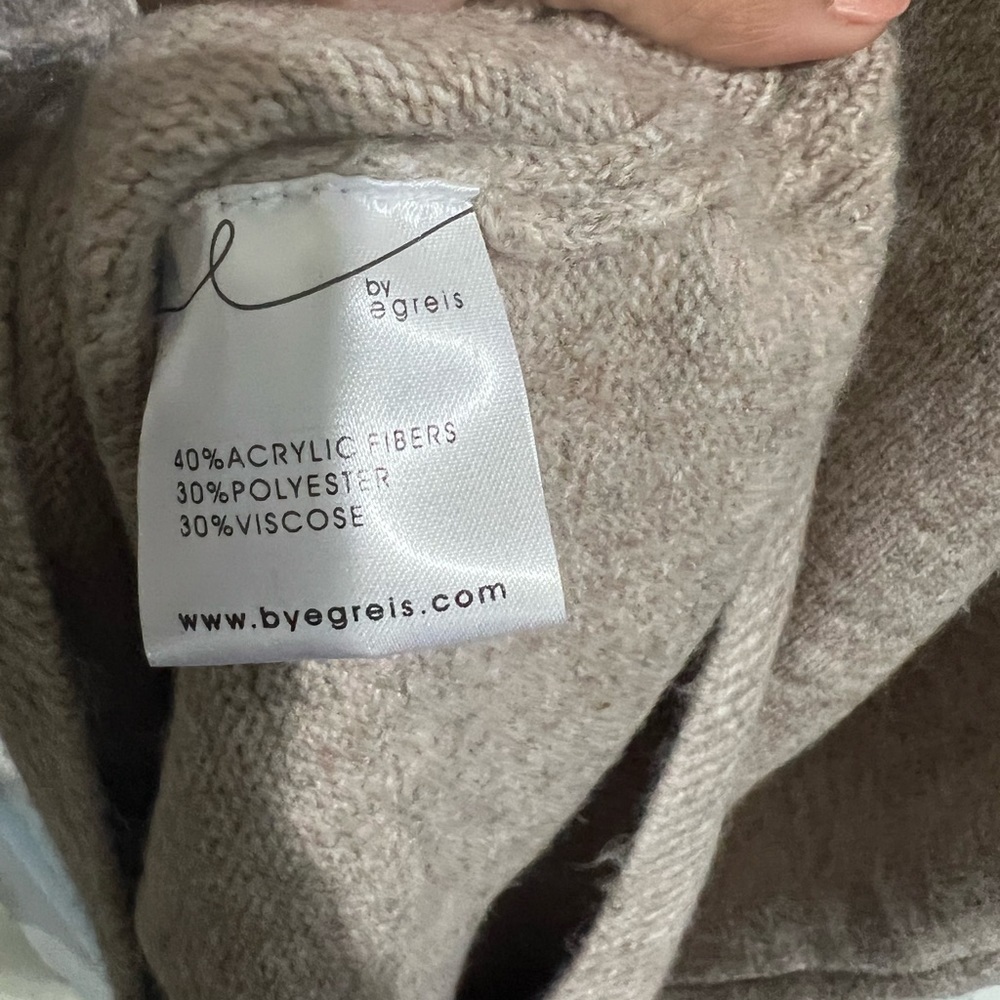 e
by
egreis
40%ACRYLIC FIBERS
30%POLYESTER
30%VISCOSE
www.byegreis.com